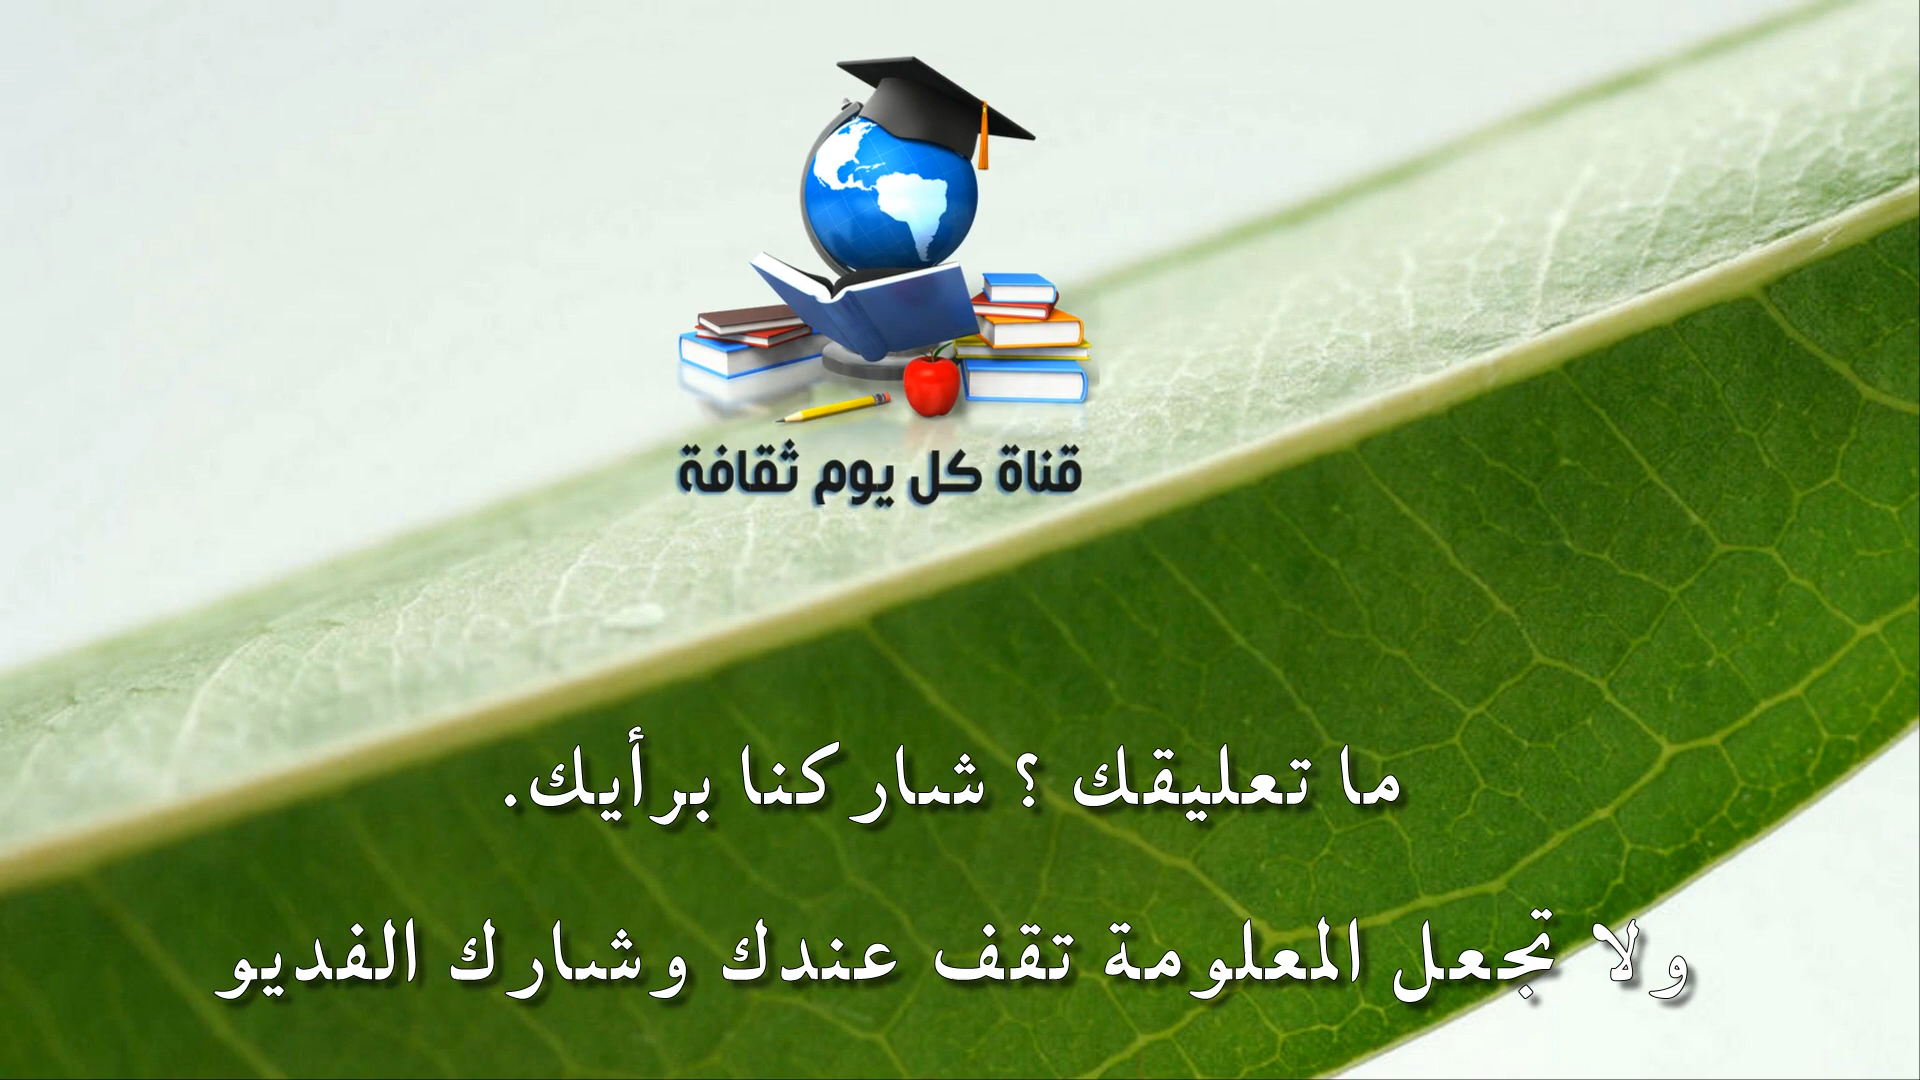 قناة كل يوم ثقافة
ما تعليقك ؟ شاركنا برأيك.
ولا تجعل المعلومة تقف عندك وشارك الفديو